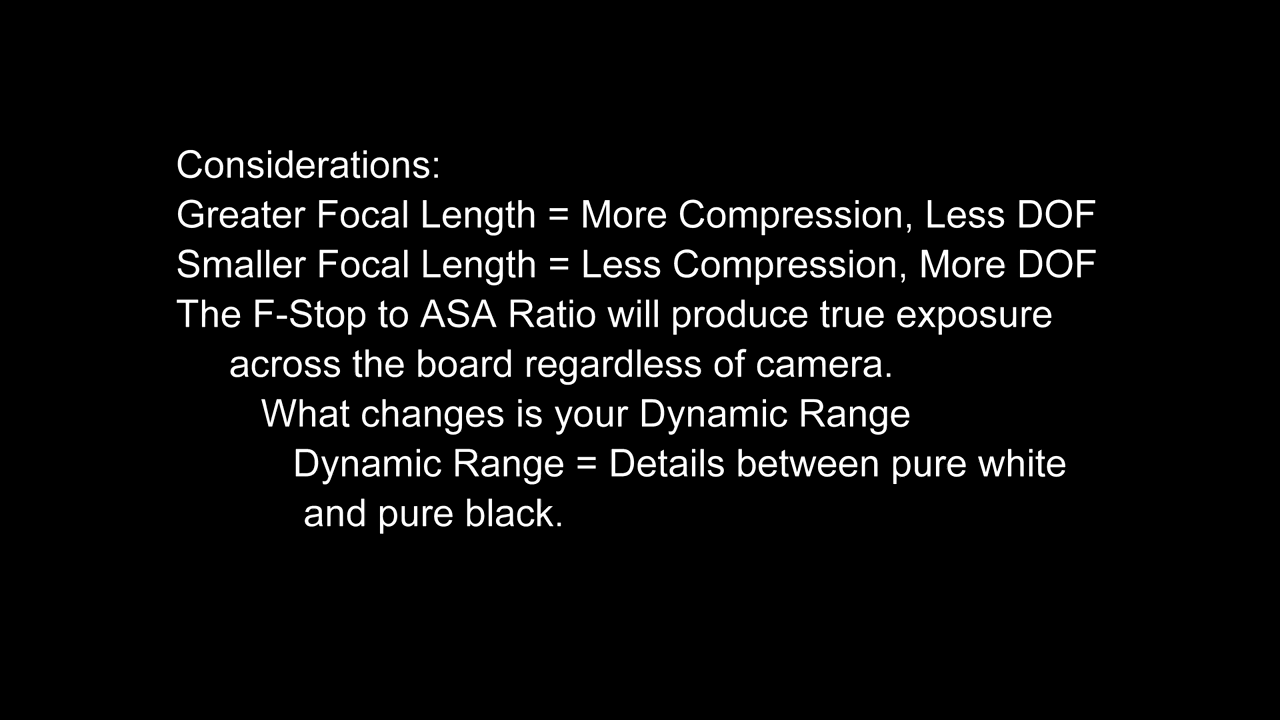 Considerations:
Greater Focal Length = More Compression, Less DOF
Smaller Focal Length = Less Compression, More DOF
The F-Stop to ASA Ratio will produce true exposure
across the board regardless of camera.
What changes is your Dynamic Range
Dynamic Range = Details between pure white
and pure black.